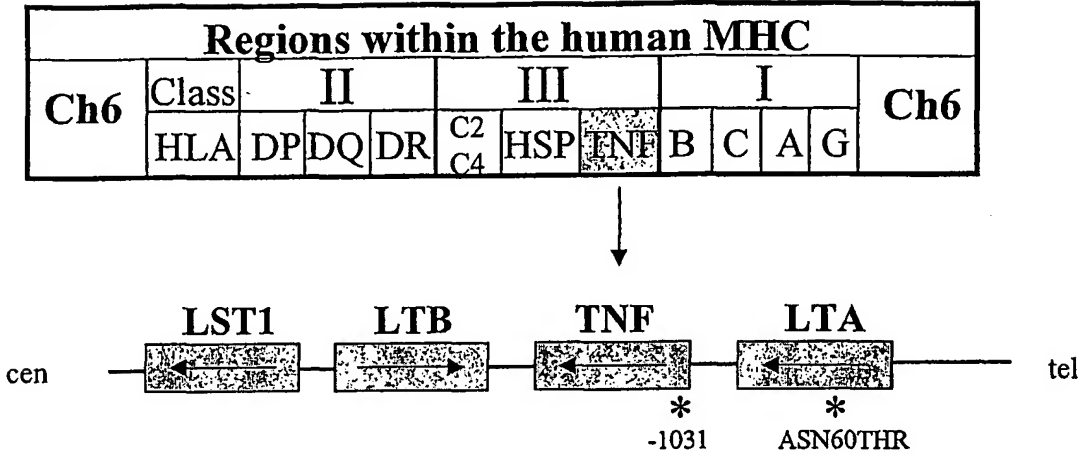 Regions within the human MHC
Ch6 Class II III I Ch6
HLA DP DQ DR C2 C4 HSP TNF B C A G
LST1 LTB TNF LTA
cen tel
* *
-1031 ASN60THR